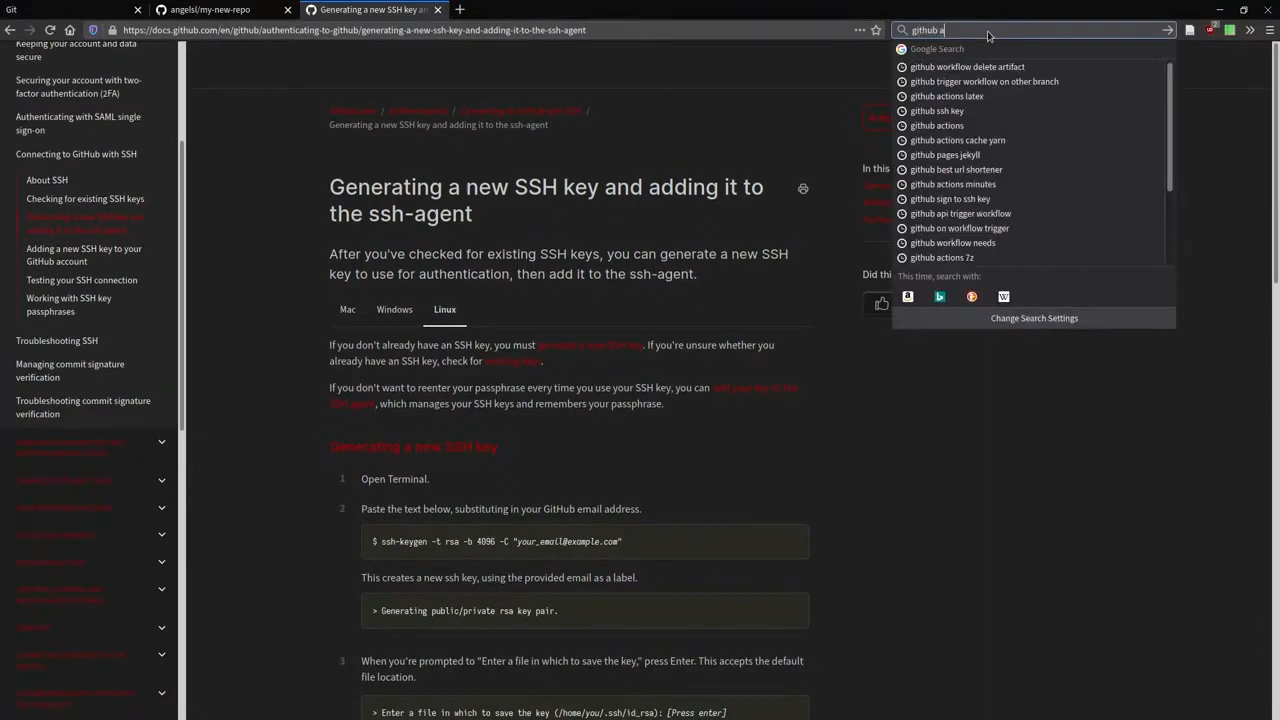 Git
angelsl/my-new-repo
Generating a new SSH key an
https://docs.github.com/en/github/authenticating-to-github/generating-a-new-ssh-key-and-adding-it-to-the-ssh-agent
github a
2
Google Search
github workflow delete artifact
github trigger workflow on other branch
github actions latex
github ssh key
github actions
github actions cache yarn
github pages jekyll
github best url shortener
github actions minutes
github sign to ssh key
github api trigger workflow
github on workflow trigger
github workflow needs
github actions 7z
This time, search with:
Change Search Settings
Keeping your account and data
secure
Securing your account with two-
factor authentication (2FA)
Authenticating with SAML single
sign-on
Connecting to GitHub with SSH
About SSH
Checking for existing SSH keys
Generating a new SSH key and
adding it to the ssh-agent
Adding a new SSH key to your
GitHub account
Testing your SSH connection
Working with SSH key
passphrases
Troubleshooting SSH
Managing commit signature
verification
Troubleshooting commit signature
verification
Generating a new SSH key and adding it to the ssh-agent
In this
Did thi
Generating a new SSH key and adding it to
the ssh-agent
After you've checked for existing SSH keys, you can generate a new SSH
key to use for authentication, then add it to the ssh-agent.
Mac Windows Linux
If you don't already have an SSH key, you must generate a new SSH key. If you're unsure whether you
already have an SSH key, check for existing keys.
If you don't want to reenter your passphrase every time you use your SSH key, you can add your key to the
SSH agent, which manages your SSH keys and remembers your passphrase.
Generating a new SSH key
1 Open Terminal.
2 Paste the text below, substituting in your GitHub email address.
$ ssh-keygen -t rsa -b 4096 -C "your_email@example.com"
This creates a new ssh key, using the provided email as a label.
> Generating public/private rsa key pair.
3 When you're prompted to "Enter a file in which to save the key," press Enter. This accepts the default
file location.
> Enter a file in which to save the key (/home/you/.ssh/id_rsa): [Press enter]